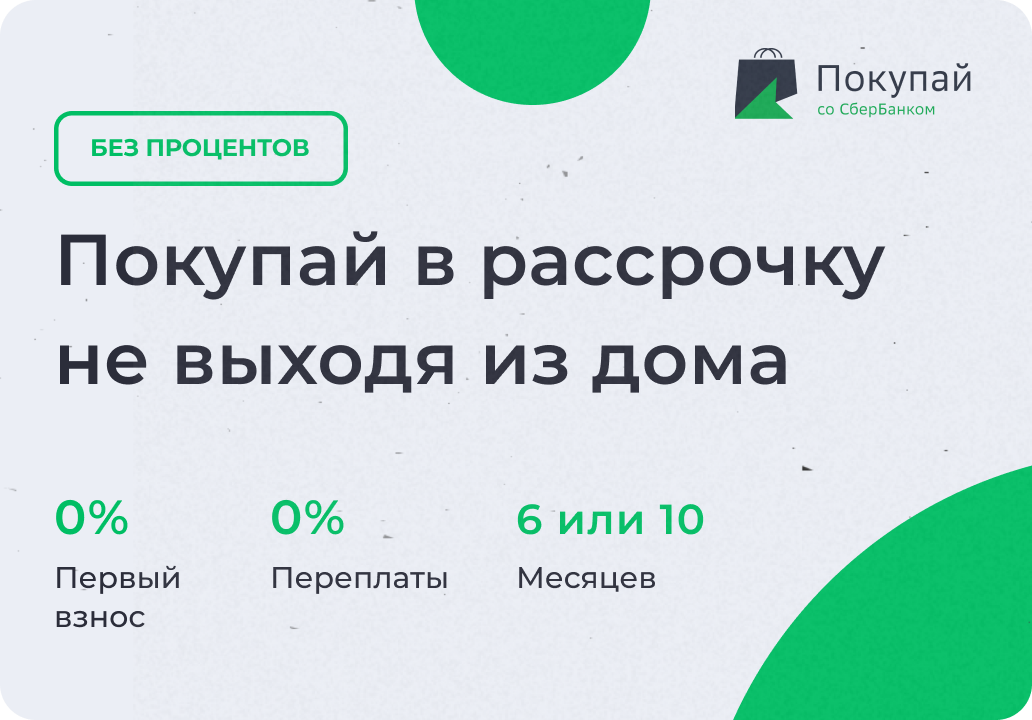 Покупай
со СберБанком
БЕЗ ПРОЦЕНТОВ
Покупай в рассрочку
не выходя из дома
0%
Первый
взнос
0%
Переплаты
6 или 10
Месяцев